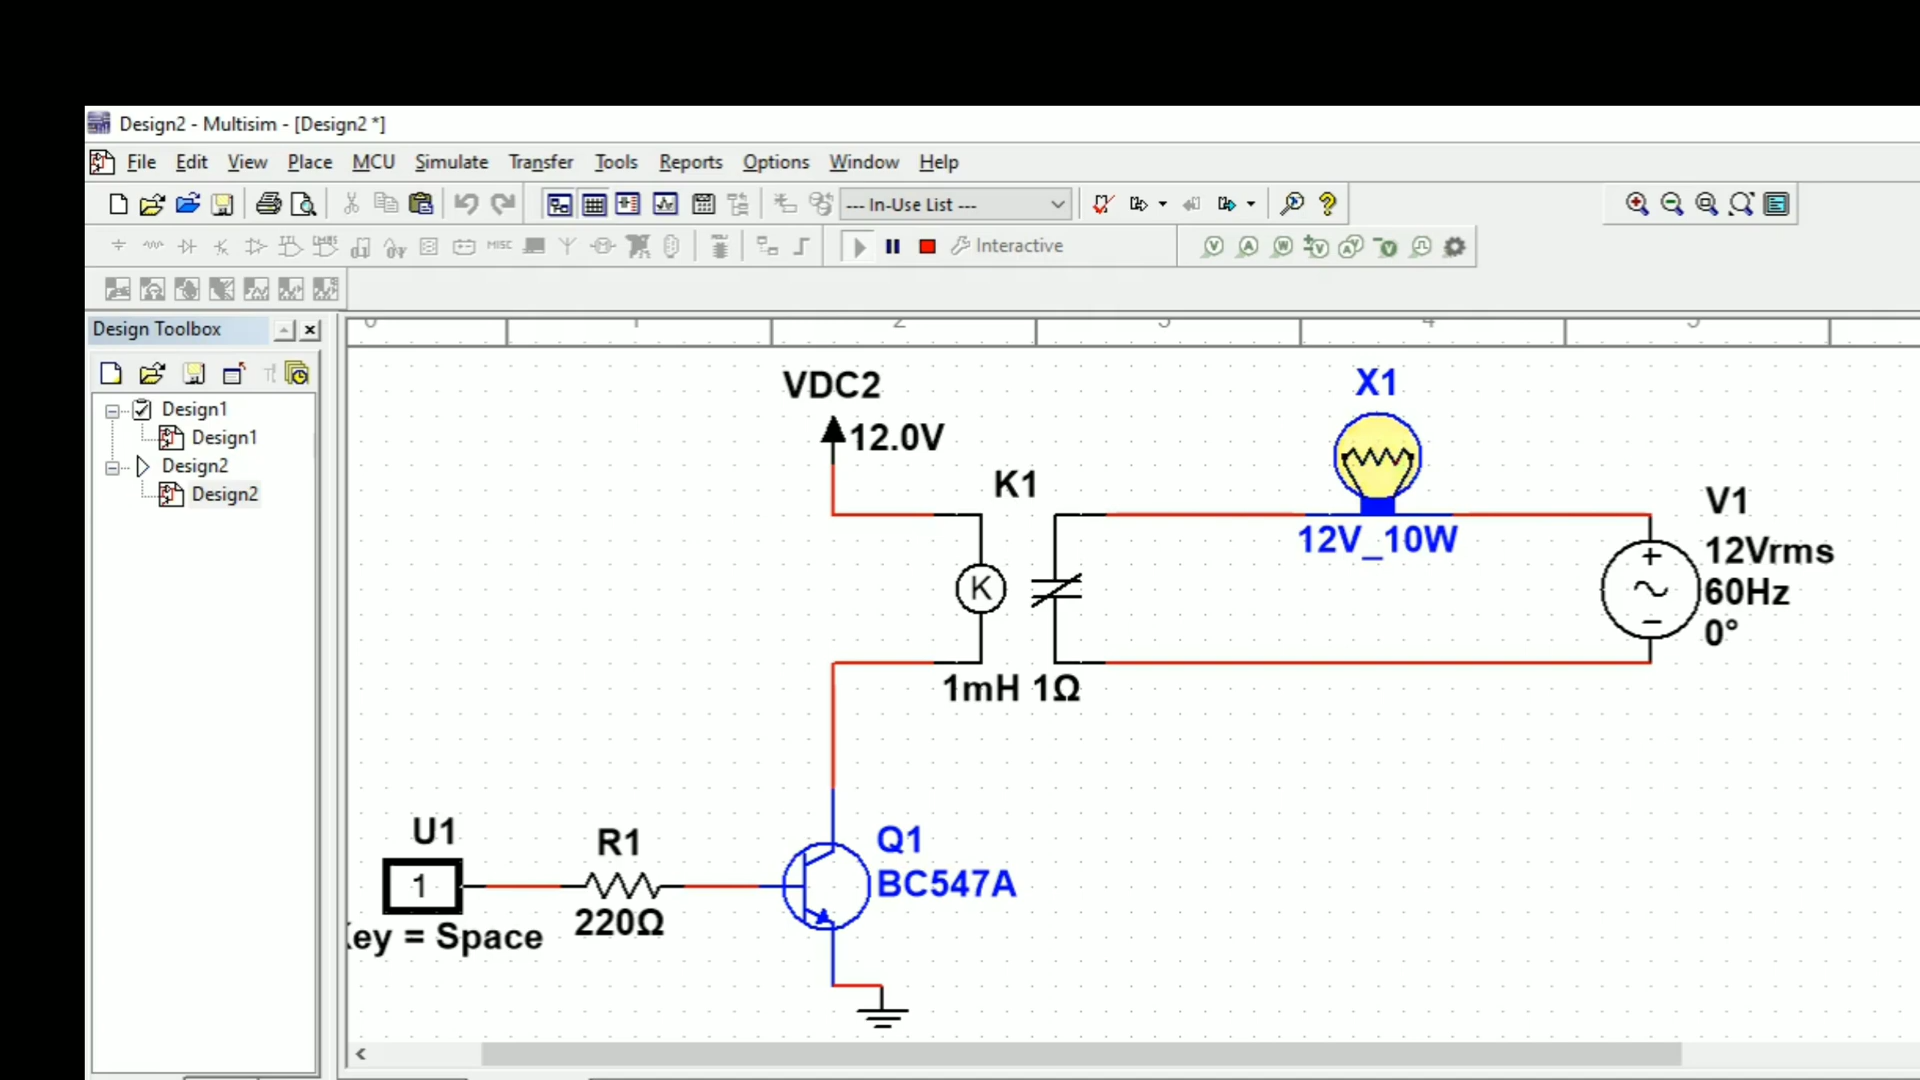 Design2 - Multisim - [Design2 *]
File Edit View Place MCU Simulate Transfer Tools Reports Options Window Help
--- In-Use List ---
MISC
Interactive
Design Toolbox
Design1
Design1
Design2
Design2
VDC2
12.0V
K1
K
1mH 1Ω
X1
12V_10W
V1
12Vrms
60Hz
0°
U1
1
Key = Space
R1
220Ω
Q1
BC547A